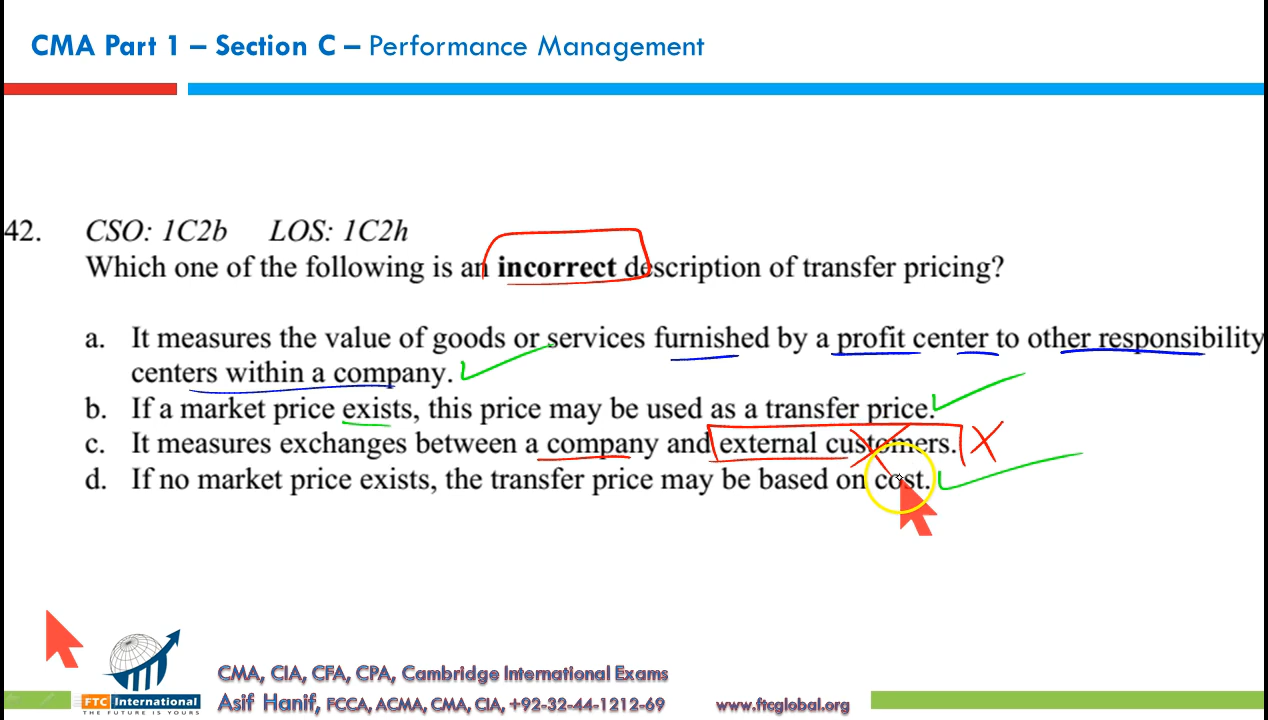 CMA Part 1 – Section C – Performance Management
42. CSO: 1C2b LOS: 1C2h
Which one of the following is an incorrect description of transfer pricing?
a. It measures the value of goods or services furnished by a profit center to other responsibility
centers within a company.
b. If a market price exists, this price may be used as a transfer price.
c. It measures exchanges between a company and external customers.
d. If no market price exists, the transfer price may be based on cost.
FTC International
THE FUTURE IS YOURS
CMA, CIA, CFA, CPA, Cambridge International Exams
Asif Hanif, FCCA, ACMA, CMA, CIA, +92-32-44-1212-69 www.ftcglobal.org